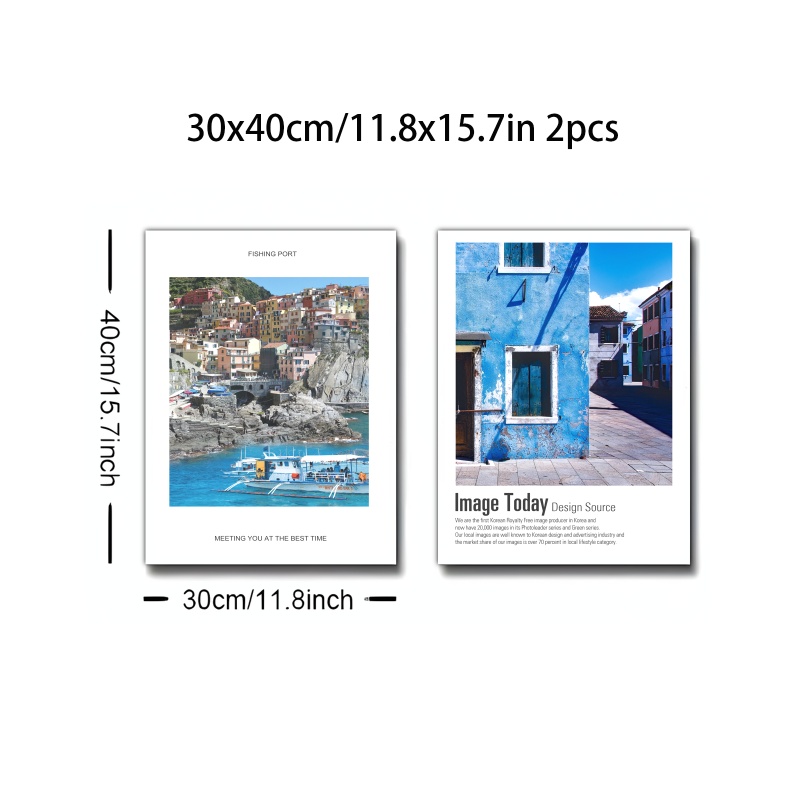 30x40cm/11.8x15.7in 2pcs
40cm/15.7inch
FISHING PORT
MEETING YOU AT THE BEST TIME
Image Today Design Source
We are the first Korean Royalty Free image producer in Korea and
now have 20,000 images in its Photoleader series and Green series.
Our local images are well known to Korean design and advertising industry and
the market share of our images is over 70 percent in local lifestyle category.
30cm/11.8inch